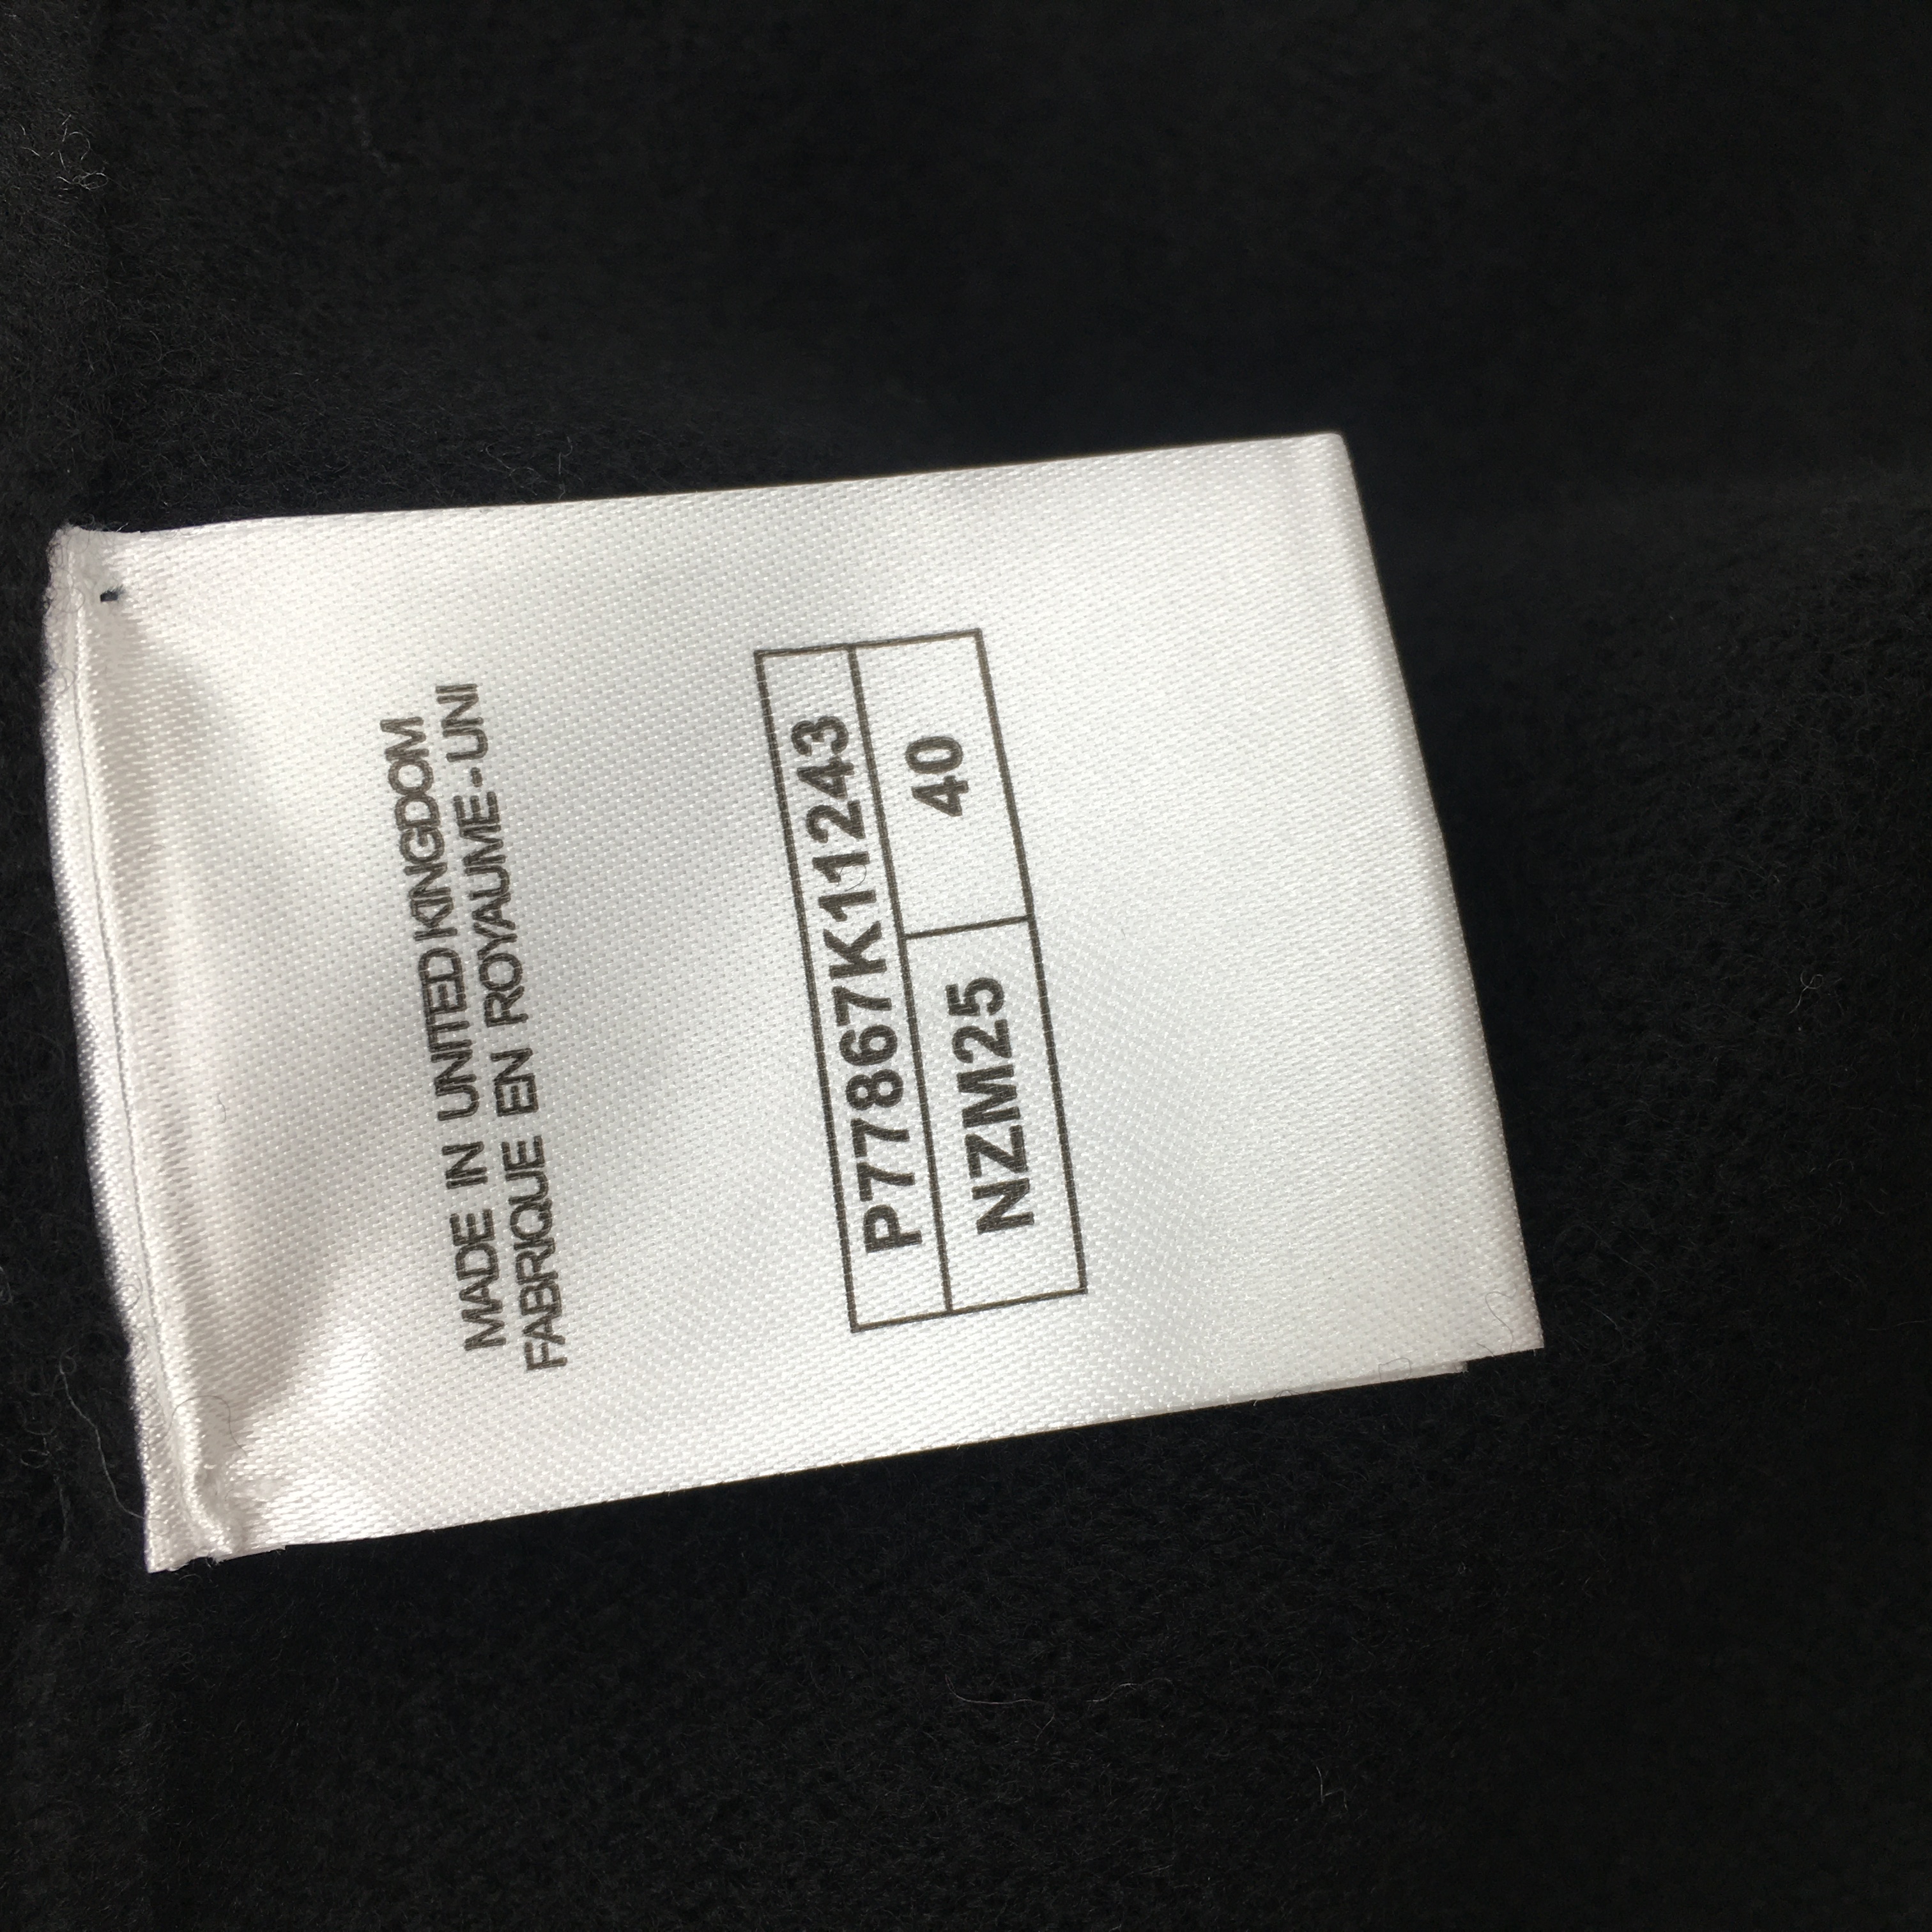 MADE IN UNITED KINGDOM
FABRIQUE EN ROYAUME-UNI
P77867K11243
NZM25 40